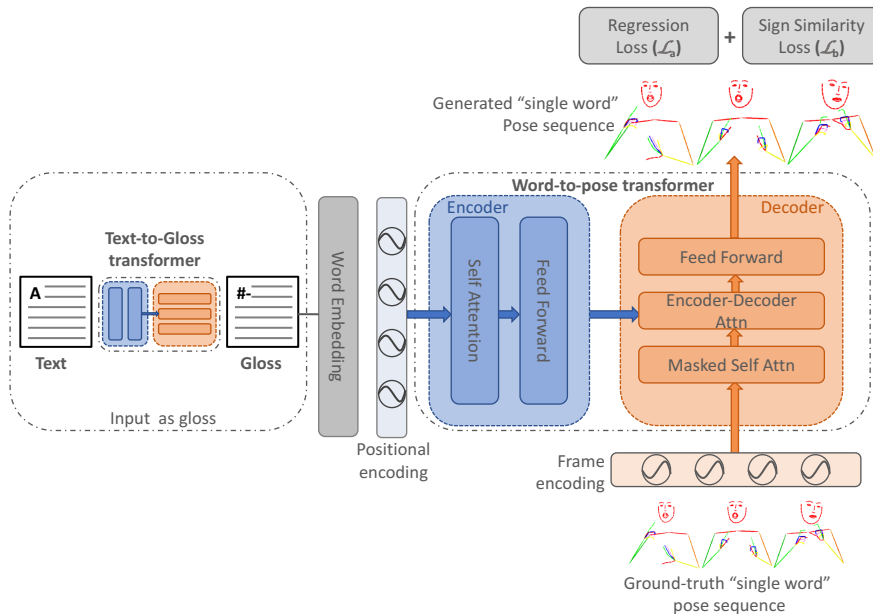 Regression
Loss (ℒa)
+
Sign Similarity
Loss (ℒb)
Generated “single word”
Pose sequence
Word-to-pose transformer
Encoder
Decoder
Text-to-Gloss
transformer
A
#-
Text
Gloss
Input as gloss
Word Embedding
Positional
encoding
Self Attention
Feed Forward
Feed Forward
Encoder-Decoder
Attn
Masked Self Attn
Frame
encoding
Ground-truth “single word”
pose sequence